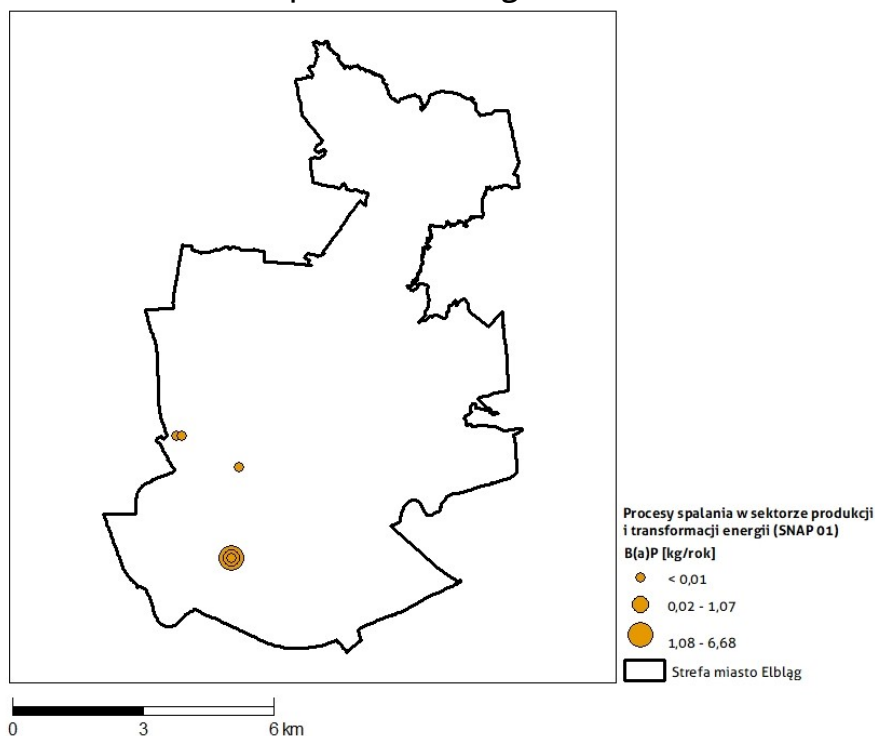 Procesy spalania w sektorze produkcji
i transformacji energii (SNAP 01)
B(a)P [kg/rok]
< 0,01
0,02 - 1,07
1,08 - 6,68
Strefa miasto Elbląg
0 3 6 km